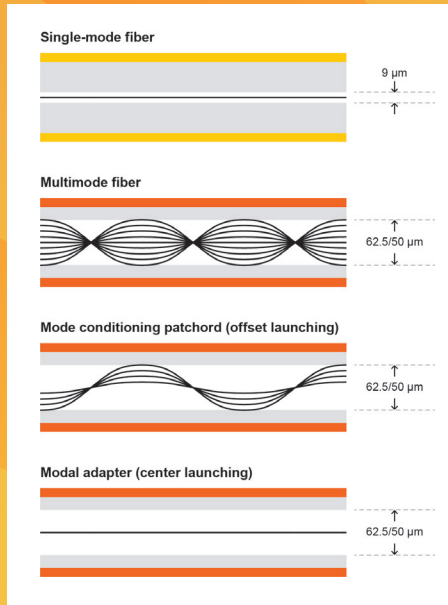 Single-mode fiber
9 µm
Multimode fiber
62.5/50 µm
Mode conditioning patchord (offset launching)
62.5/50 µm
Modal adapter (center launching)
62.5/50 µm